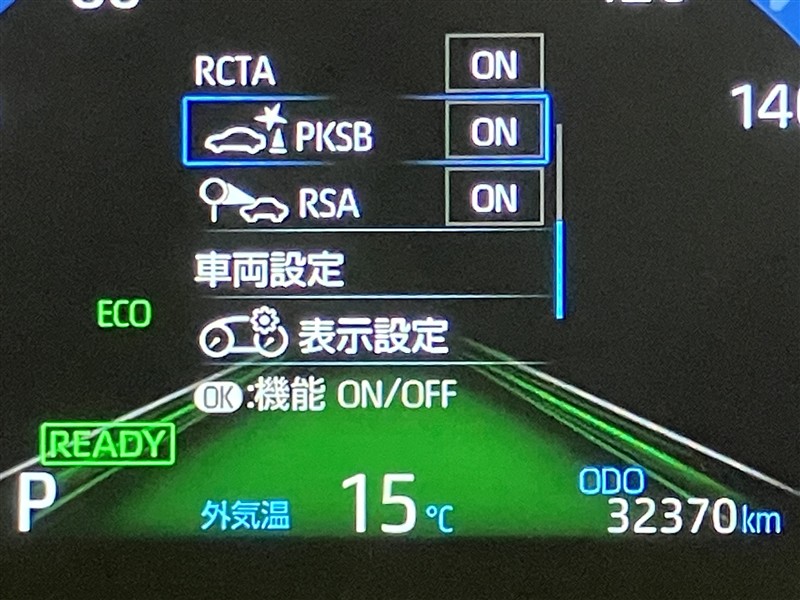 RCTA ON
PKSB ON
RSA ON
車両設定
ECO
表示設定
OK:機能 ON/OFF
READY
P 外気温 15℃ ODO 32370km